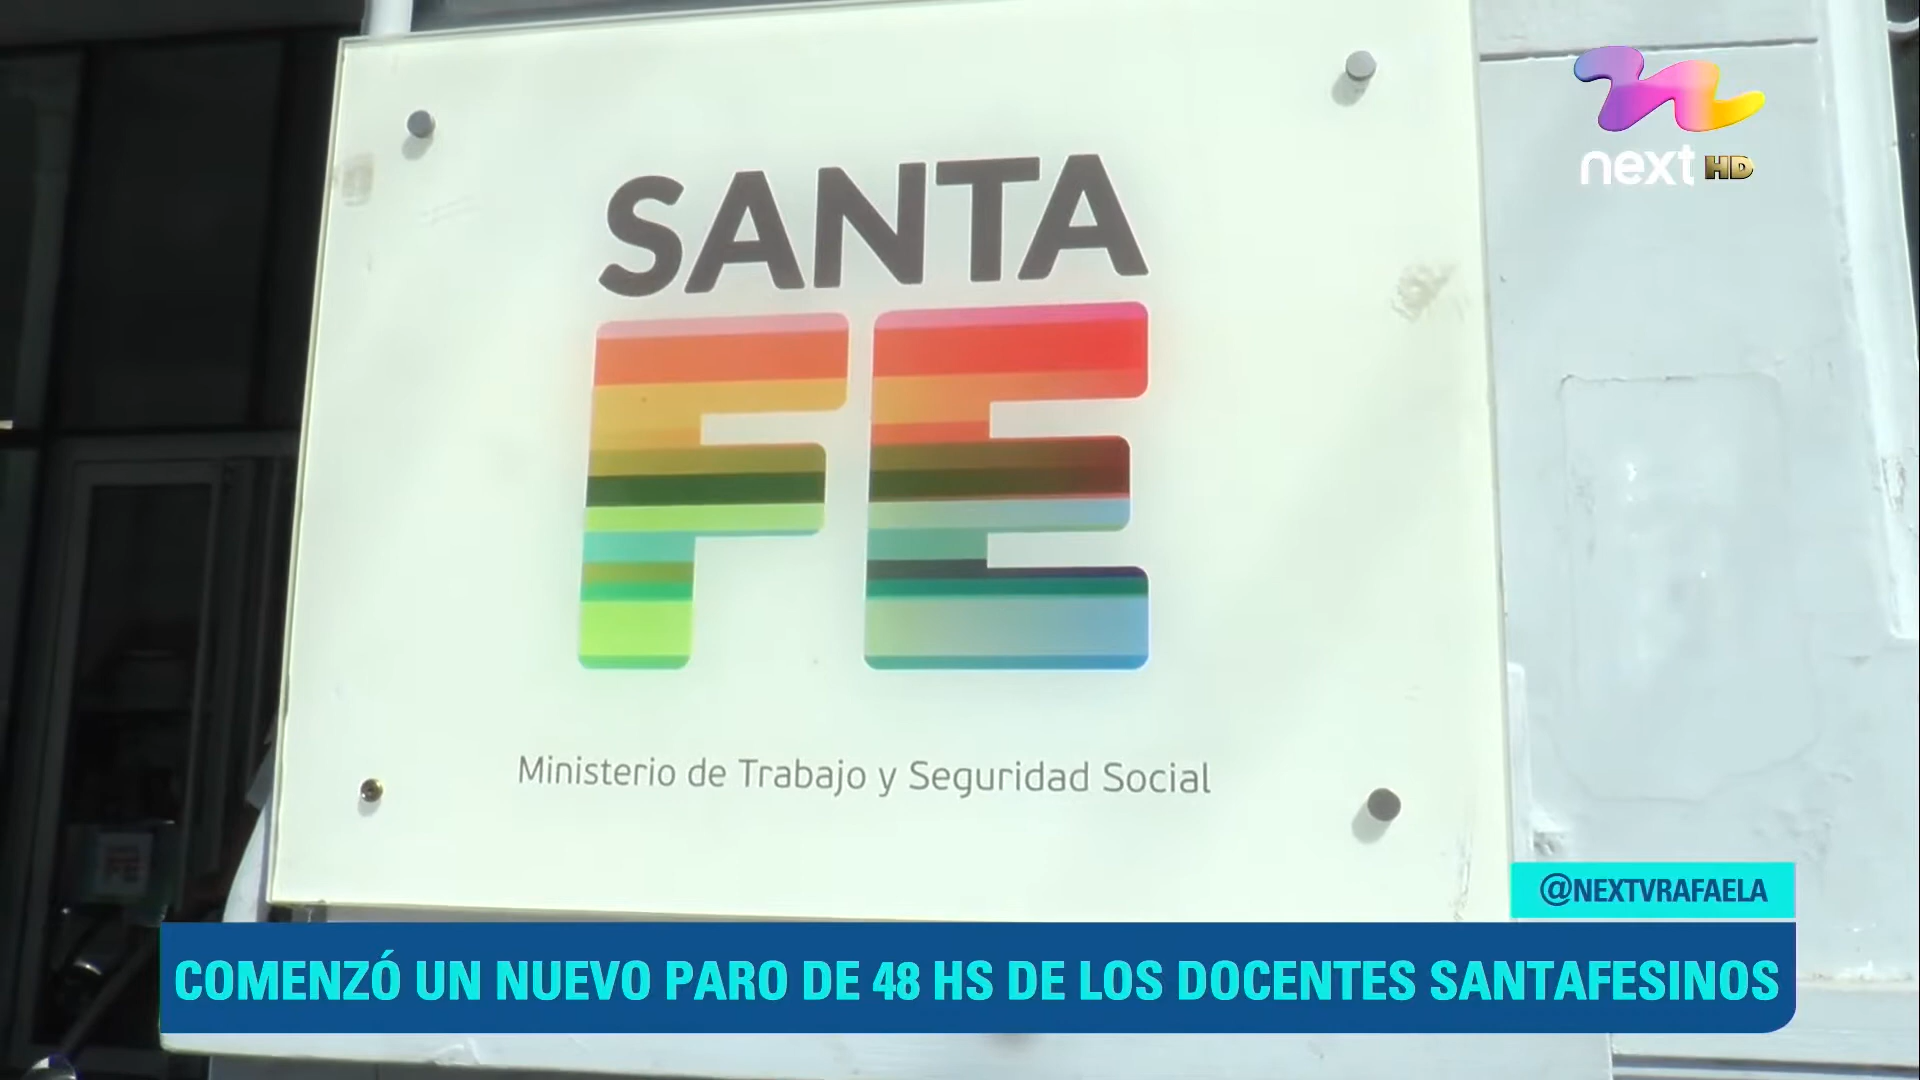 next HD
SANTA
FE
Ministerio de Trabajo y Seguridad Social
@NEXTVRAFAELA
COMENZÓ UN NUEVO PARO DE 48 HS DE LOS DOCENTES SANTAFESINOS
FE